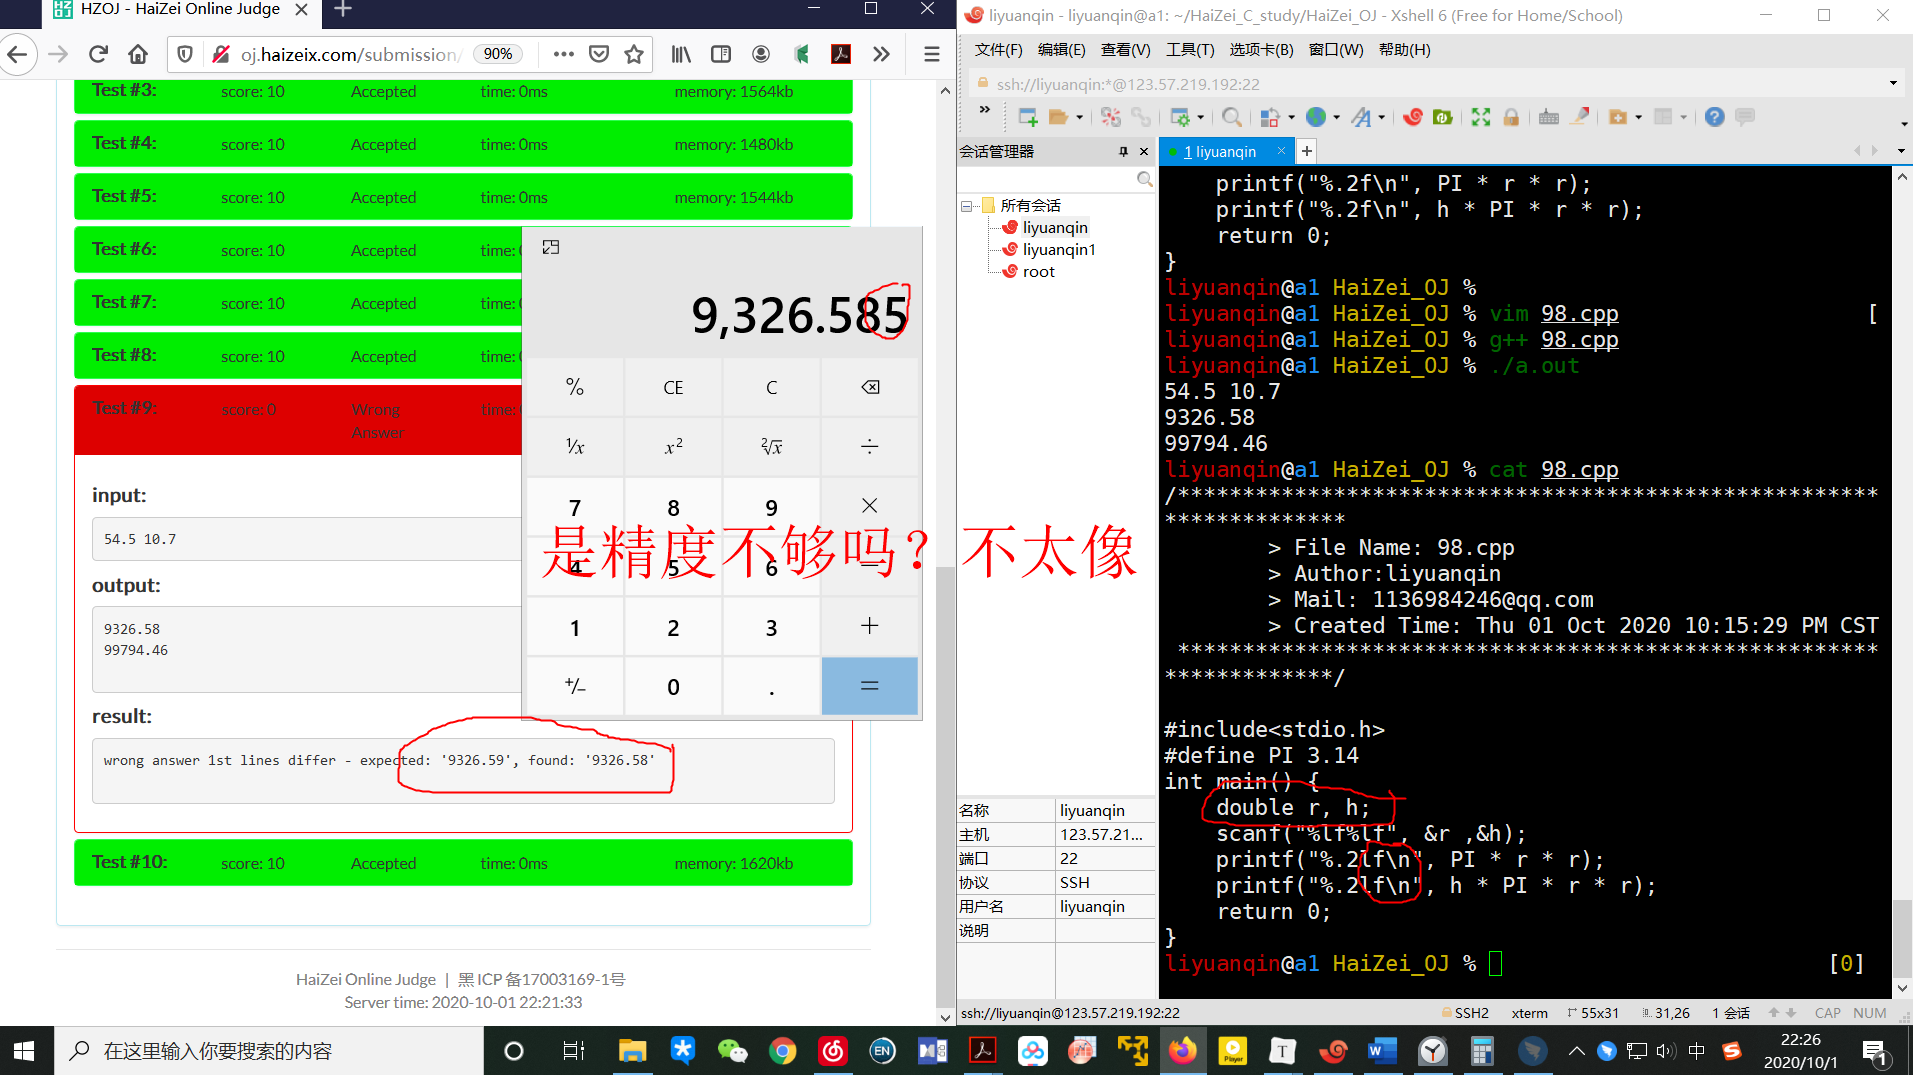 HZOJ - HaiZei Online Judge
oj.haizeix.com/submission/
90%
Test #3: score: 10 Accepted time: 0ms memory: 1564kb
Test #4: score: 10 Accepted time: 0ms memory: 1480kb
Test #5: score: 10 Accepted time: 0ms memory: 1544kb
Test #6: score: 10 Accepted time:
Test #7: score: 10 Accepted time:
Test #8: score: 10 Accepted time:
Test #9: score: 0 Wrong Answer time:
input:
54.5 10.7
output:
9326.58
99794.46
result:
wrong answer 1st lines differ - expected: '9326.59', found: '9326.58'
Test #10: score: 10 Accepted time: 0ms memory: 1620kb
HaiZei Online Judge | 黑 ICP 备17003169-1号
Server time: 2020-10-01 22:21:33
9,326.585
% CE C
⅟x x² ²√x ÷
7 8 9 ×
4 5 6 −
1 2 3 +
+/− 0 . =
是精度不够吗？不太像
liyuanqin - liyuanqin@a1: ~/HaiZei_C_study/HaiZei_OJ - Xshell 6 (Free for Home/School)
文件(F) 编辑(E) 查看(V) 工具(T) 选项卡(B) 窗口(W) 帮助(H)
ssh://liyuanqin:*@123.57.219.192:22
会话管理器
1 liyuanqin
所有会话
liyuanqin
liyuanqin1
root
名称 liyuanqin
主机 123.57.21...
端口 22
协议 SSH
用户名 liyuanqin
说明
printf("%.2f\n", PI * r * r);
printf("%.2f\n", h * PI * r * r);
return 0;
}
liyuanqin@a1 HaiZei_OJ %
liyuanqin@a1 HaiZei_OJ % vim 98.cpp [
liyuanqin@a1 HaiZei_OJ % g++ 98.cpp
liyuanqin@a1 HaiZei_OJ % ./a.out
54.5 10.7
9326.58
99794.46
liyuanqin@a1 HaiZei_OJ % cat 98.cpp
/******************************************************
**************
> File Name: 98.cpp
> Author:liyuanqin
> Mail: 1136984246@qq.com
> Created Time: Thu 01 Oct 2020 10:15:29 PM CST
******************************************************
*************/
#include<stdio.h>
#define PI 3.14
int main() {
double r, h;
scanf("%lf%lf", &r ,&h);
printf("%.2lf\n", PI * r * r);
printf("%.2lf\n", h * PI * r * r);
return 0;
}
liyuanqin@a1 HaiZei_OJ % [0]
ssh://liyuanqin@123.57.219.192:22 SSH2 xterm 55x31 31,26 1 会话 CAP NUM
在这里输入你要搜索的内容
EN
Player
T
W
中
22:26
2020/10/1
1